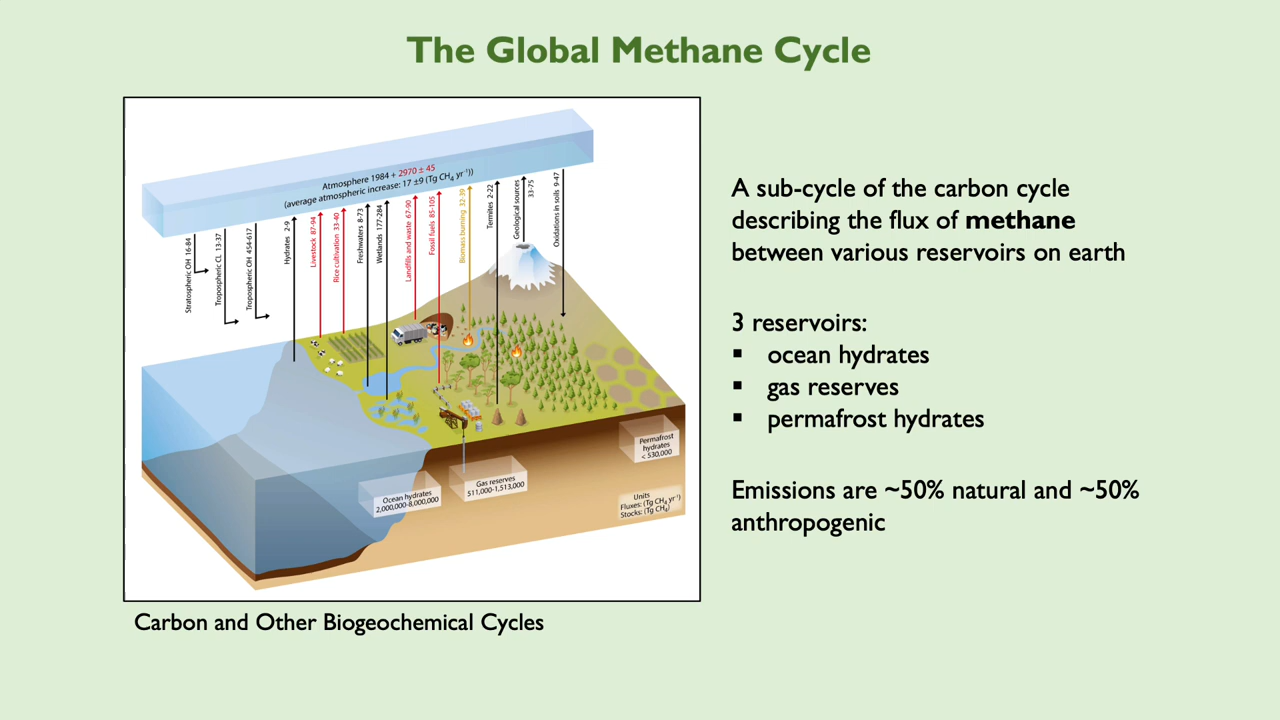 The Global Methane Cycle
Atmosphere 1984 + 2970 ± 45
(average atmospheric increase: 17 ±9 (Tg CH4 yr-1))
Stratospheric OH 16-84
Tropospheric CL 13-37
Tropospheric OH 454-617
Hydrates 2-9
Livestock 87-94
Rice cultivation 33-40
Freshwaters 8-73
Wetlands 177-284
Landfills and waste 67-90
Fossil fuels 85-105
Biomass burning 32-39
Termites 2-22
Geological sources
33-75
Oxidations in soils 9-47
Ocean hydrates
2,000,000-8,000,000
Gas reserves
511,000-1,513,000
Permafrost
hydrates
< 530,000
Units
Fluxes: (Tg CH4 yr-1)
Stocks: (Tg CH4)
Carbon and Other Biogeochemical Cycles
A sub-cycle of the carbon cycle
describing the flux of methane
between various reservoirs on earth
3 reservoirs:
▪ ocean hydrates
▪ gas reserves
▪ permafrost hydrates
Emissions are ~50% natural and ~50%
anthropogenic